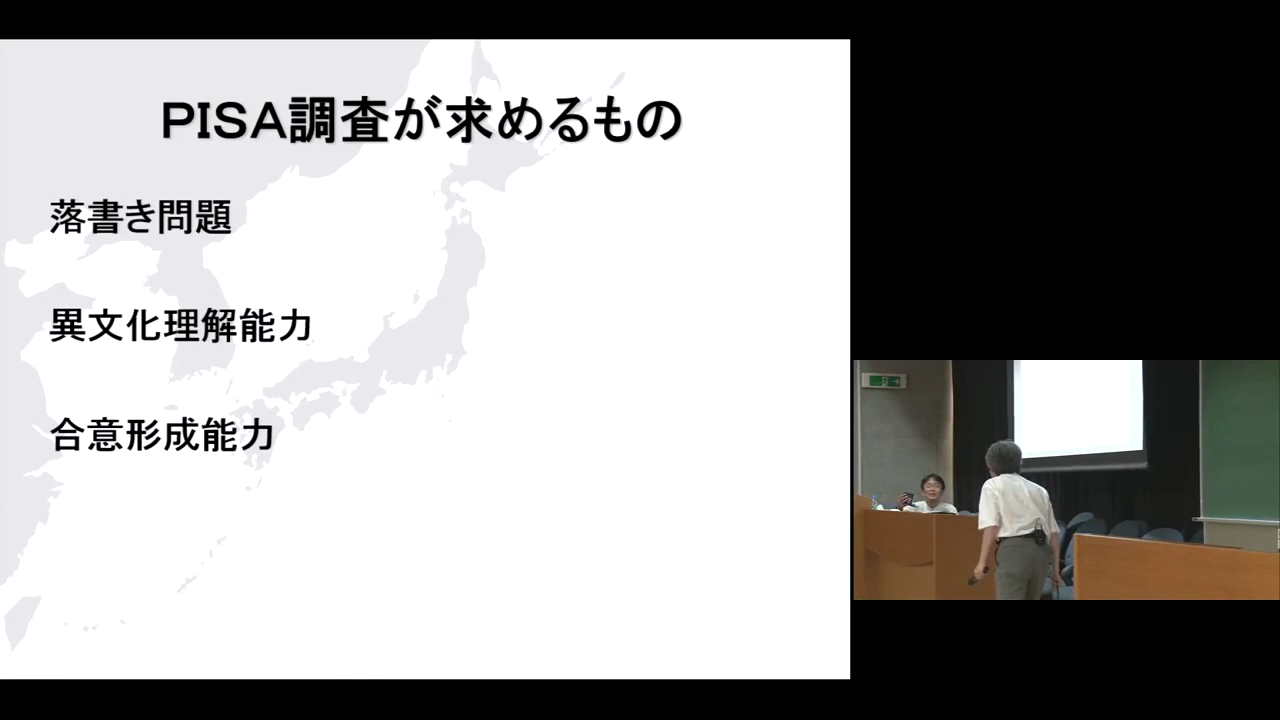 PISA調査が求めるもの
落書き問題
異文化理解能力
合意形成能力